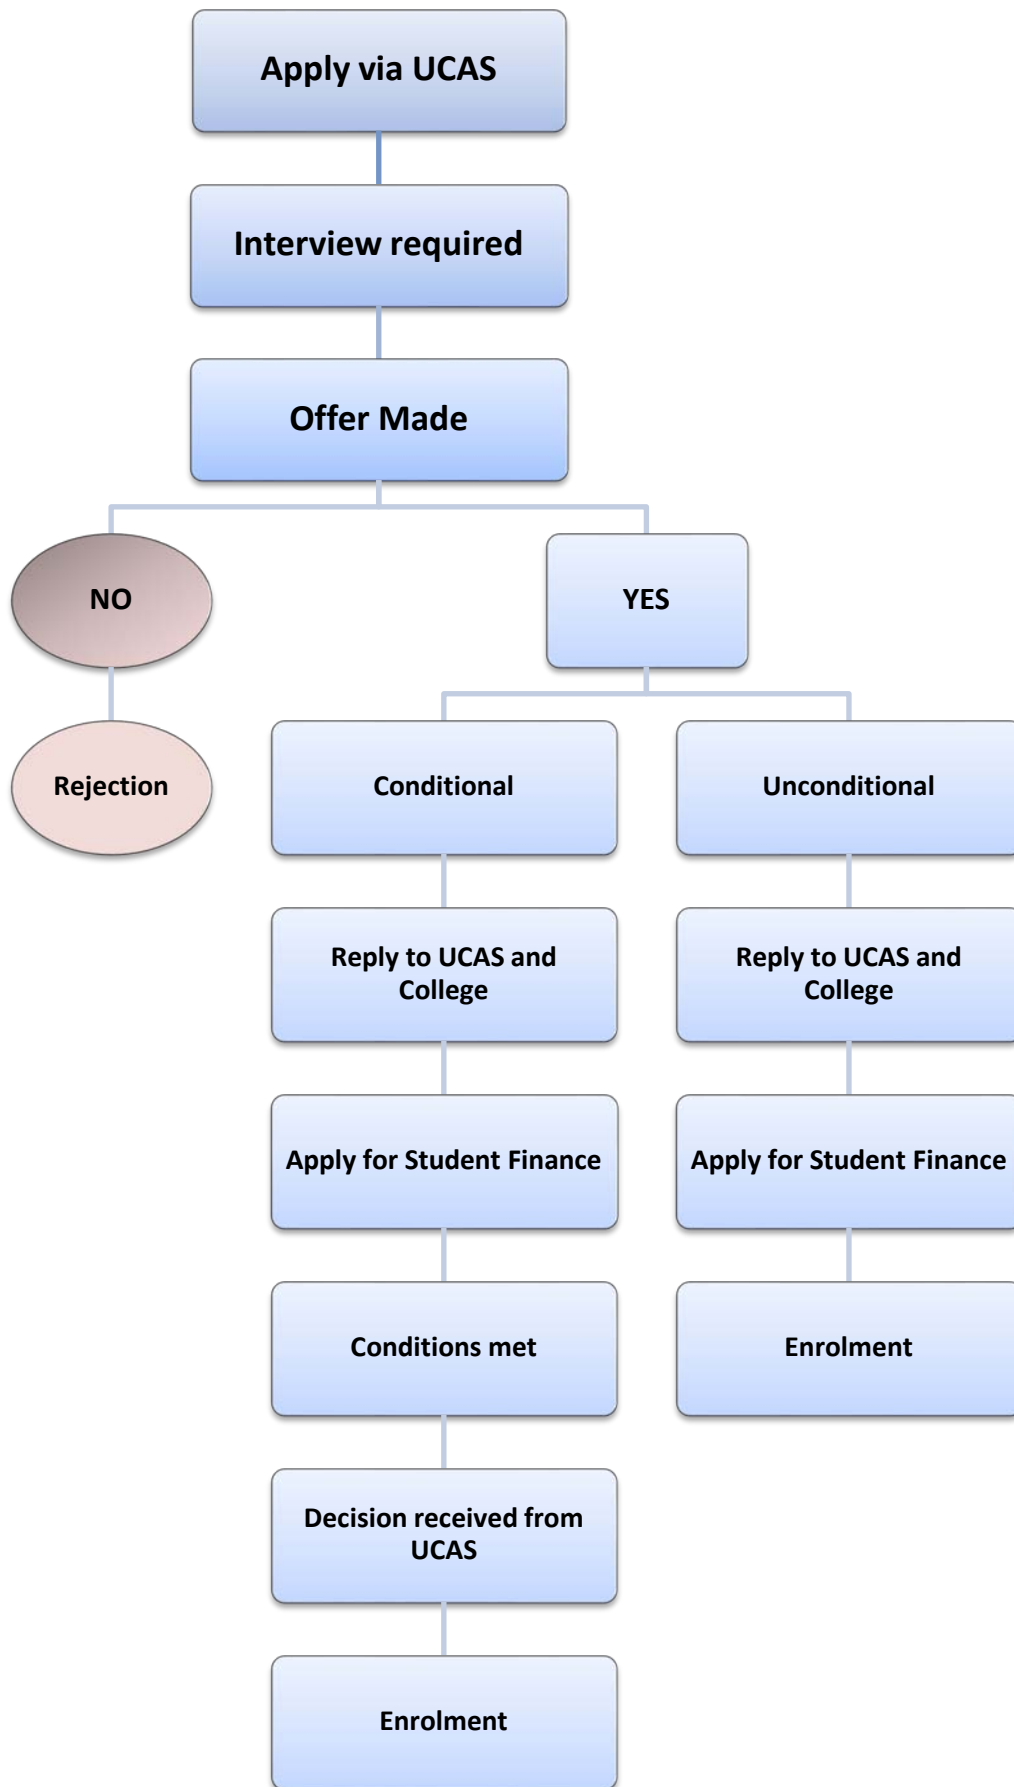 Apply via UCAS
Interview required
Offer Made
NO
YES
Rejection
Conditional
Unconditional
Reply to UCAS and
College
Reply to UCAS and
College
Apply for Student Finance
Apply for Student Finance
Conditions met
Enrolment
Decision received from
UCAS
Enrolment